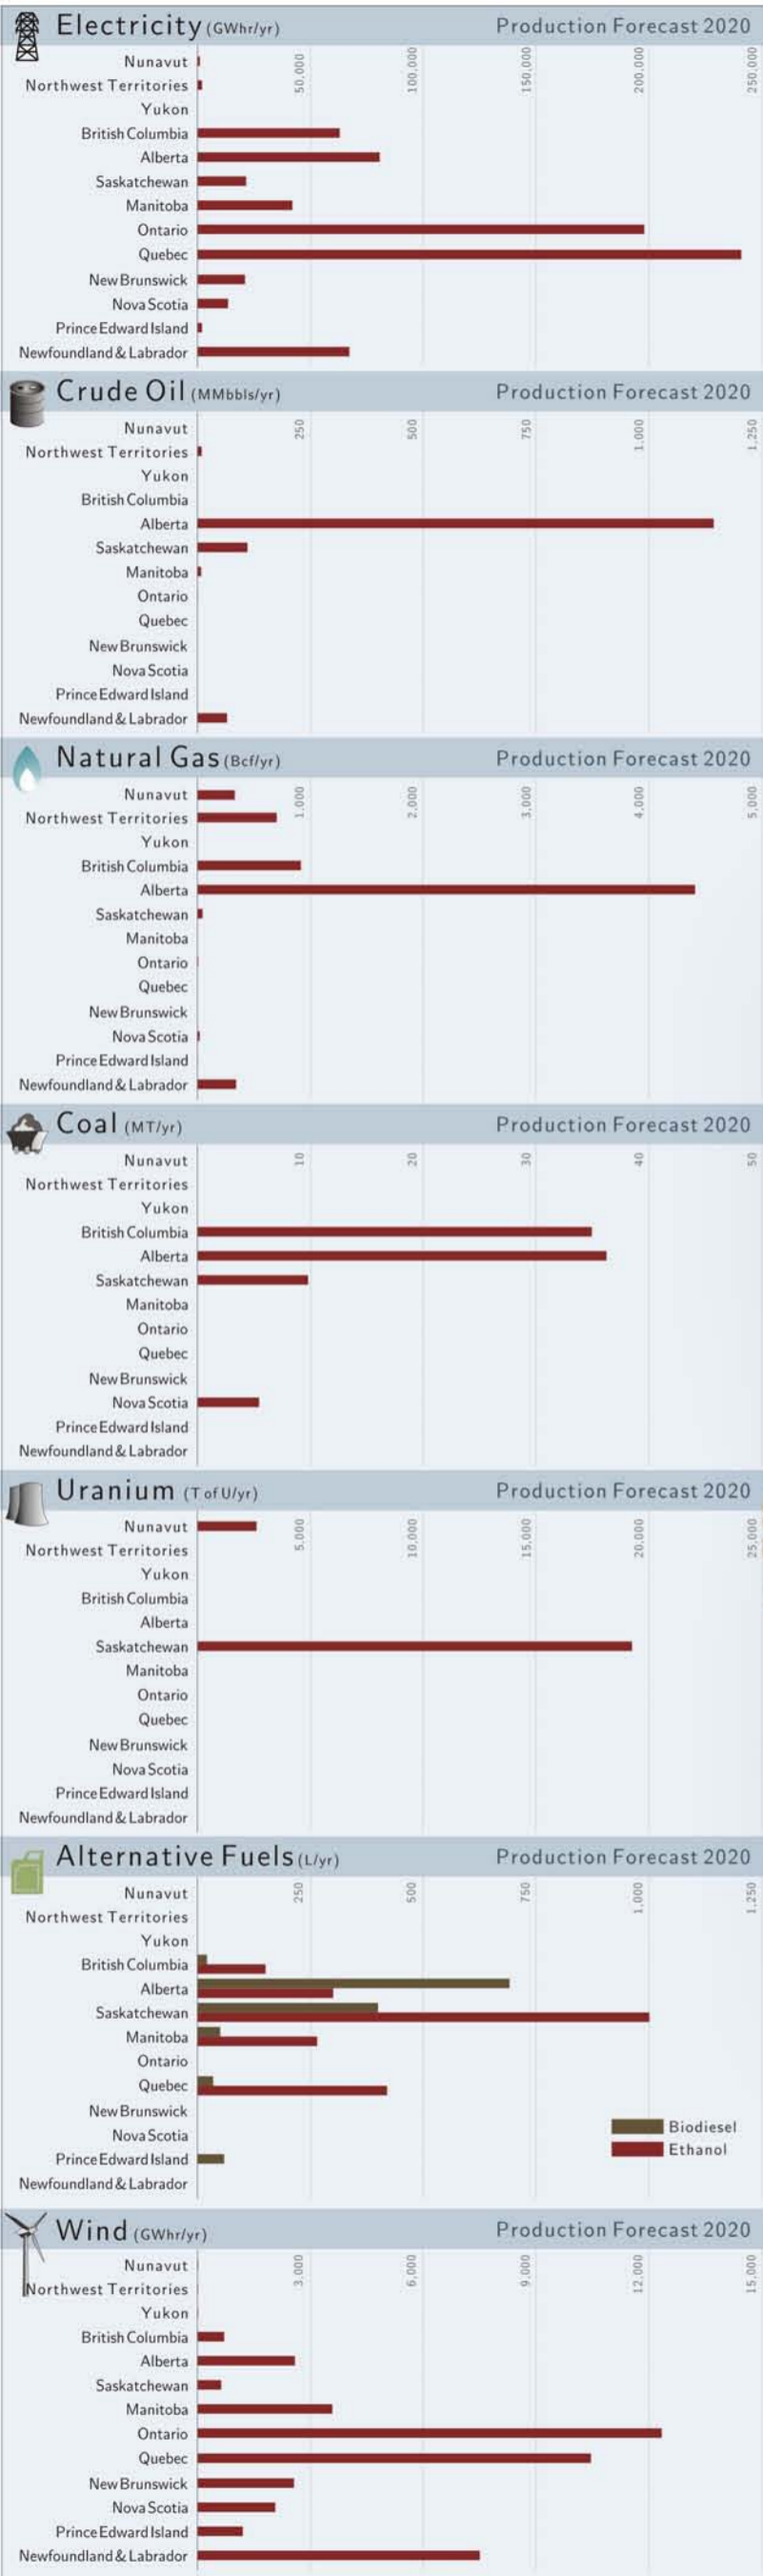 Electricity (GWhr/yr) Production Forecast 2020
50,000 100,000 150,000 200,000 250,000
Nunavut
Northwest Territories
Yukon
British Columbia
Alberta
Saskatchewan
Manitoba
Ontario
Quebec
New Brunswick
Nova Scotia
Prince Edward Island
Newfoundland & Labrador
Crude Oil (MMbbls/yr) Production Forecast 2020
250 500 750 1,000 1,250
Nunavut
Northwest Territories
Yukon
British Columbia
Alberta
Saskatchewan
Manitoba
Ontario
Quebec
New Brunswick
Nova Scotia
Prince Edward Island
Newfoundland & Labrador
Natural Gas (Bcf/yr) Production Forecast 2020
1,000 2,000 3,000 4,000 5,000
Nunavut
Northwest Territories
Yukon
British Columbia
Alberta
Saskatchewan
Manitoba
Ontario
Quebec
New Brunswick
Nova Scotia
Prince Edward Island
Newfoundland & Labrador
Coal (MT/yr) Production Forecast 2020
10 20 30 40 50
Nunavut
Northwest Territories
Yukon
British Columbia
Alberta
Saskatchewan
Manitoba
Ontario
Quebec
New Brunswick
Nova Scotia
Prince Edward Island
Newfoundland & Labrador
Uranium (T of U/yr) Production Forecast 2020
5,000 10,000 15,000 20,000 25,000
Nunavut
Northwest Territories
Yukon
British Columbia
Alberta
Saskatchewan
Manitoba
Ontario
Quebec
New Brunswick
Nova Scotia
Prince Edward Island
Newfoundland & Labrador
Alternative Fuels (L/yr) Production Forecast 2020
250 500 750 1,000 1,250
Nunavut
Northwest Territories
Yukon
British Columbia
Alberta
Saskatchewan
Manitoba
Ontario
Quebec
New Brunswick
Nova Scotia
Prince Edward Island
Newfoundland & Labrador
Biodiesel
Ethanol
Wind (GWhr/yr) Production Forecast 2020
3,000 6,000 9,000 12,000 15,000
Nunavut
Northwest Territories
Yukon
British Columbia
Alberta
Saskatchewan
Manitoba
Ontario
Quebec
New Brunswick
Nova Scotia
Prince Edward Island
Newfoundland & Labrador